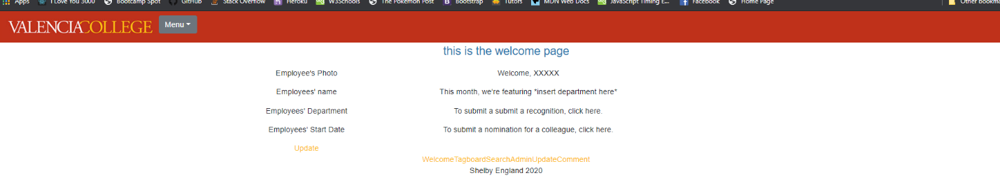 Apps I Love You 3000 Bootcamp Spot GitHub Stack Overflow Heroku W3Schools The Pokemon Post Bootstrap Tutors MDN Web Docs JavaScript Timing E... Facebook Home Page Other bookma
VALENCIACOLLEGE Menu
this is the welcome page
Employee's Photo
Employees' name
Employees' Department
Employees' Start Date
Update
Welcome, XXXXX
This month, we're featuring *insert department here*
To submit a submit a recognition, click here.
To submit a nomination for a colleague, click here.
WelcomeTagboardSearchAdminUpdateComment
Shelby England 2020